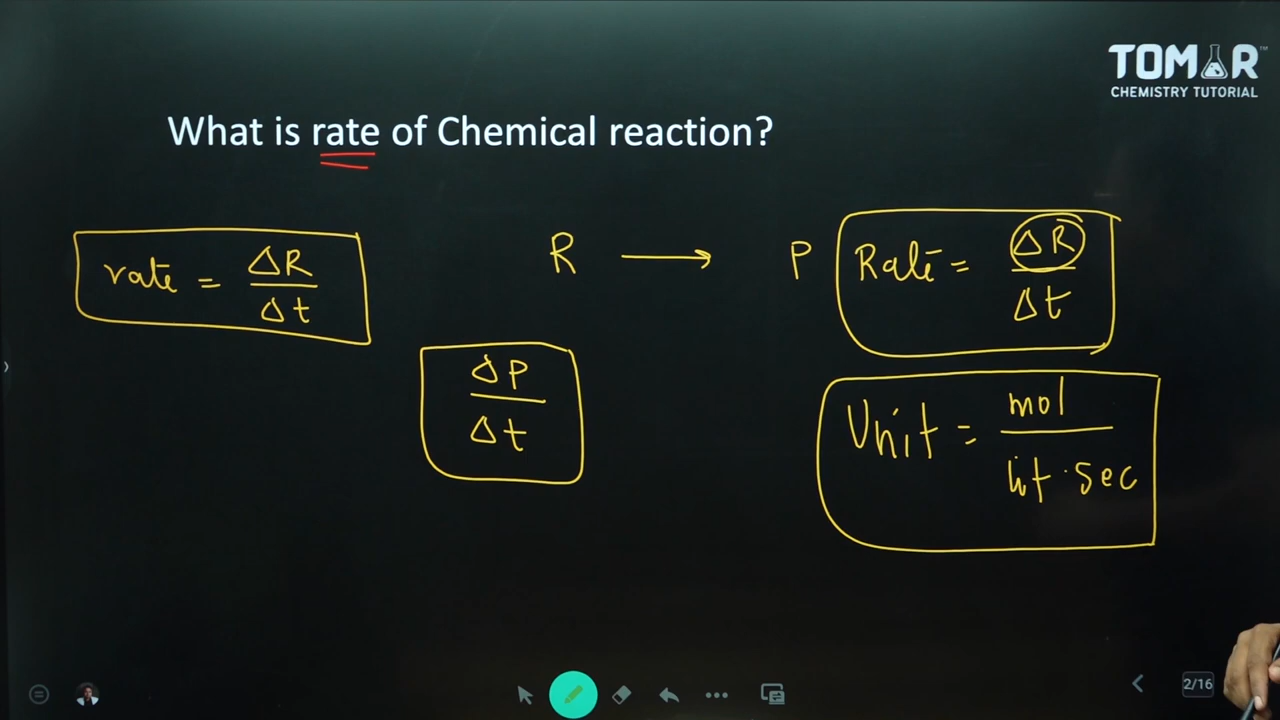 TOMAR™
CHEMISTRY TUTORIAL
What is rate of Chemical reaction?
rate = ΔR/Δt
R → P
Rate = ΔR/Δt
ΔP/Δt
Unit = mol/lit·sec
2/16